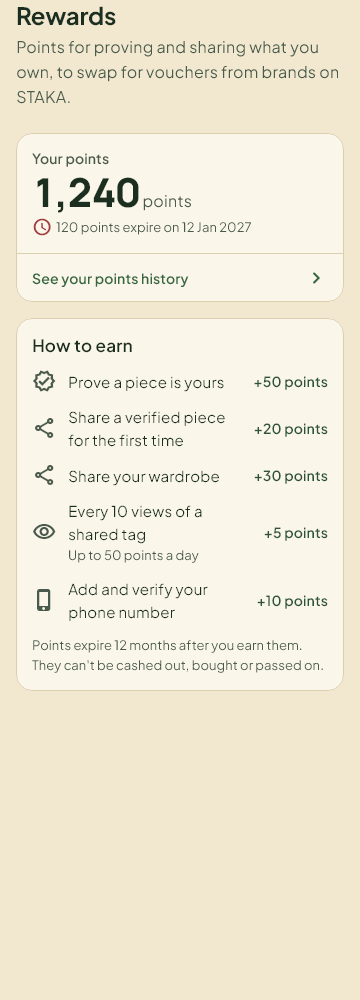 Rewards
Points for proving and sharing what you
own, to swap for vouchers from brands on
STAKA.
Your points
1,240 points
120 points expire on 12 Jan 2027
See your points history
How to earn
Prove a piece is yours +50 points
Share a verified piece
for the first time +20 points
Share your wardrobe +30 points
Every 10 views of a
shared tag +5 points
Up to 50 points a day
Add and verify your
phone number +10 points
Points expire 12 months after you earn them.
They can't be cashed out, bought or passed on.